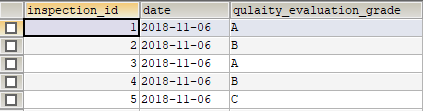 inspection_id date qulaity_evaluation_grade
1 2018-11-06 A
2 2018-11-06 B
3 2018-11-06 A
4 2018-11-06 B
5 2018-11-06 C